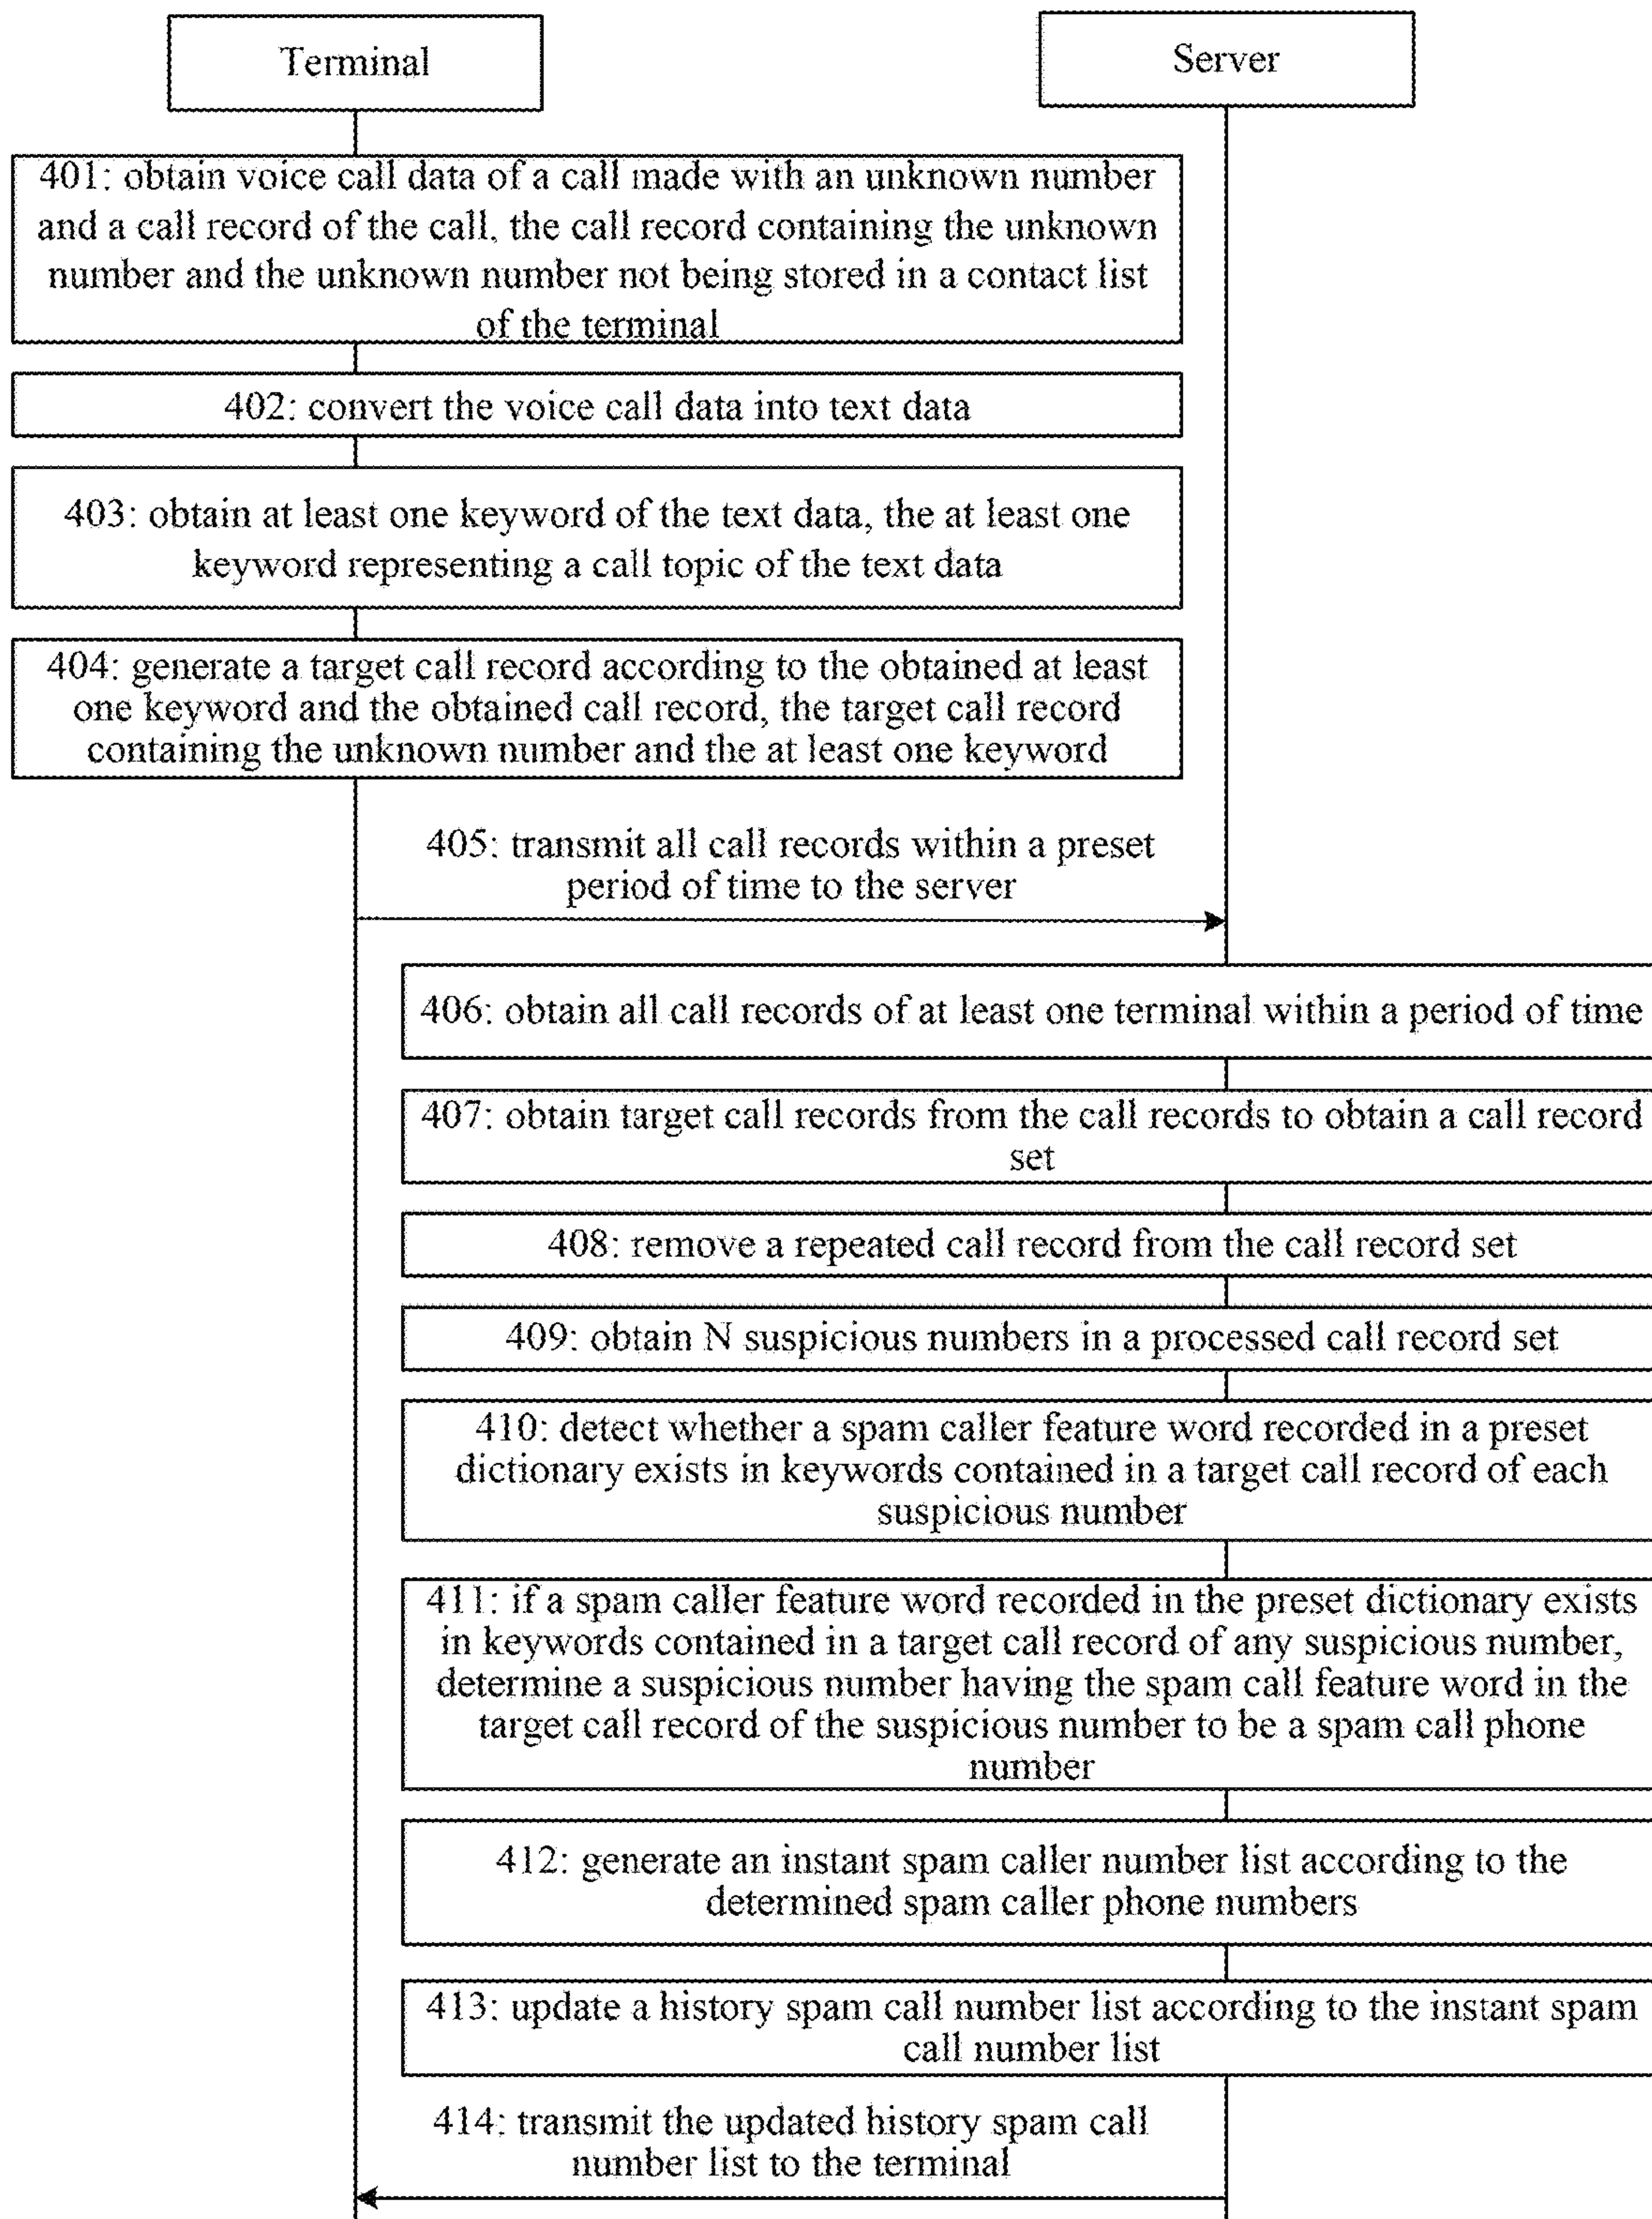 Terminal
Server
401: obtain voice call data of a call made with an unknown number
and a call record of the call, the call record containing the unknown
number and the unknown number not being stored in a contact list
of the terminal
402: convert the voice call data into text data
403: obtain at least one keyword of the text data, the at least one
keyword representing a call topic of the text data
404: generate a target call record according to the obtained at least
one keyword and the obtained call record, the target call record
containing the unknown number and the at least one keyword
405: transmit all call records within a preset
period of time to the server
406: obtain all call records of at least one terminal within a period of time
407: obtain target call records from the call records to obtain a call record
set
408: remove a repeated call record from the call record set
409: obtain N suspicious numbers in a processed call record set
410: detect whether a spam caller feature word recorded in a preset
dictionary exists in keywords contained in a target call record of each
suspicious number
411: if a spam caller feature word recorded in the preset dictionary exists
in keywords contained in a target call record of any suspicious number,
determine a suspicious number having the spam call feature word in the
target call record of the suspicious number to be a spam call phone
number
412: generate an instant spam caller number list according to the
determined spam caller phone numbers
413: update a history spam call number list according to the instant spam
call number list
414: transmit the updated history spam call
number list to the terminal